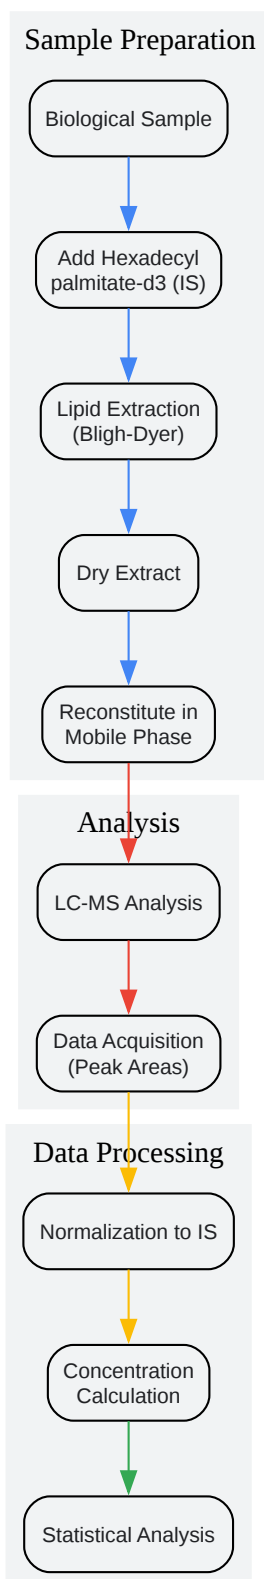 Sample Preparation
Biological Sample
Add Hexadecyl
palmitate-d3 (IS)
Lipid Extraction
(Bligh-Dyer)
Dry Extract
Reconstitute in
Mobile Phase
Analysis
LC-MS Analysis
Data Acquisition
(Peak Areas)
Data Processing
Normalization to IS
Concentration
Calculation
Statistical Analysis